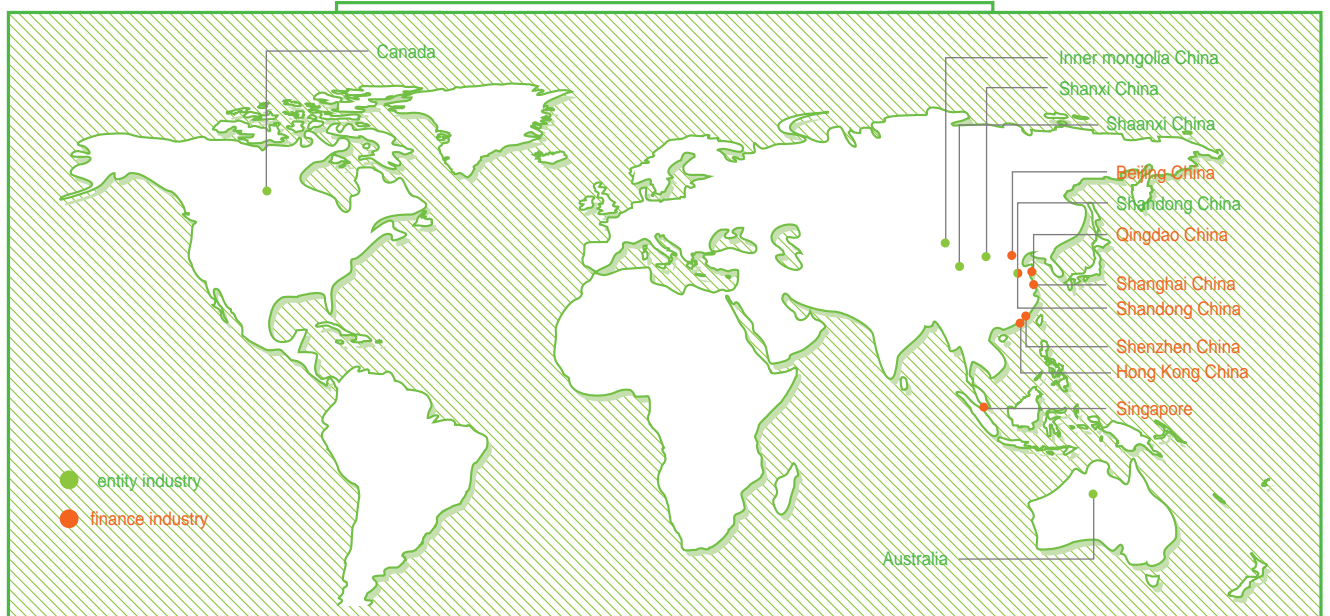 Canada
Inner mongolia China
Shanxi China
Shaanxi China
Beijing China
Shandong China
Qingdao China
Shanghai China
Shandong China
Shenzhen China
Hong Kong China
Singapore
entity industry
finance industry
Australia